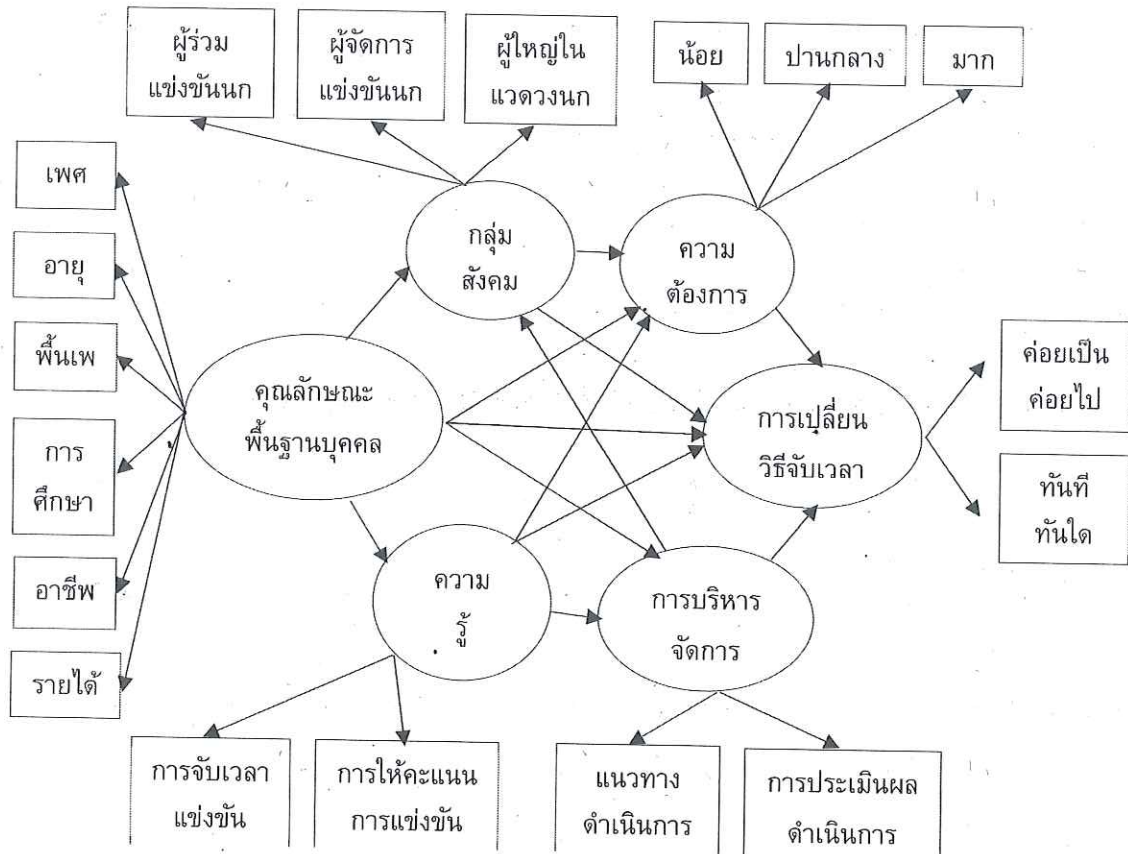 ผู้ร่วม
แข่งขันนก
ผู้จัดการ
แข่งขันนก
ผู้ใหญ่ใน
แวดวงนก
น้อย
ปานกลาง
มาก
เพศ
อายุ
พื้นเพ
การ
ศึกษา
อาชีพ
รายได้
กลุ่ม
สังคม
ความ
ต้องการ
คุณลักษณะ
พื้นฐานบุคคล
การเปลี่ยน
วิธีจับเวลา
ค่อยเป็น
ค่อยไป
ทันที
ทันใด
ความ
รู้
การบริหาร
จัดการ
การจับเวลา
แข่งขัน
การให้คะแนน
การแข่งขัน
แนวทาง
ดำเนินการ
การประเมินผล
ดำเนินการ